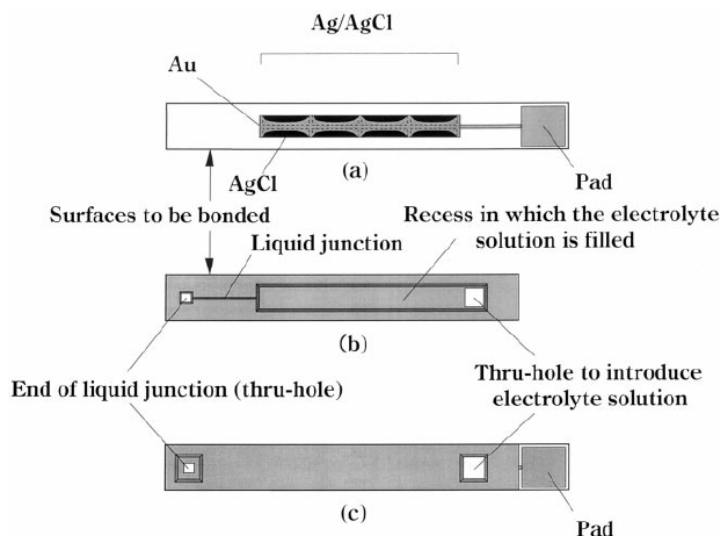 Ag/AgCl
Au
(a)
AgCl
Pad
Surfaces to be bonded
Recess in which the electrolyte
solution is filled
Liquid junction
(b)
End of liquid junction (thru-hole)
Thru-hole to introduce
electrolyte solution
(c)
Pad